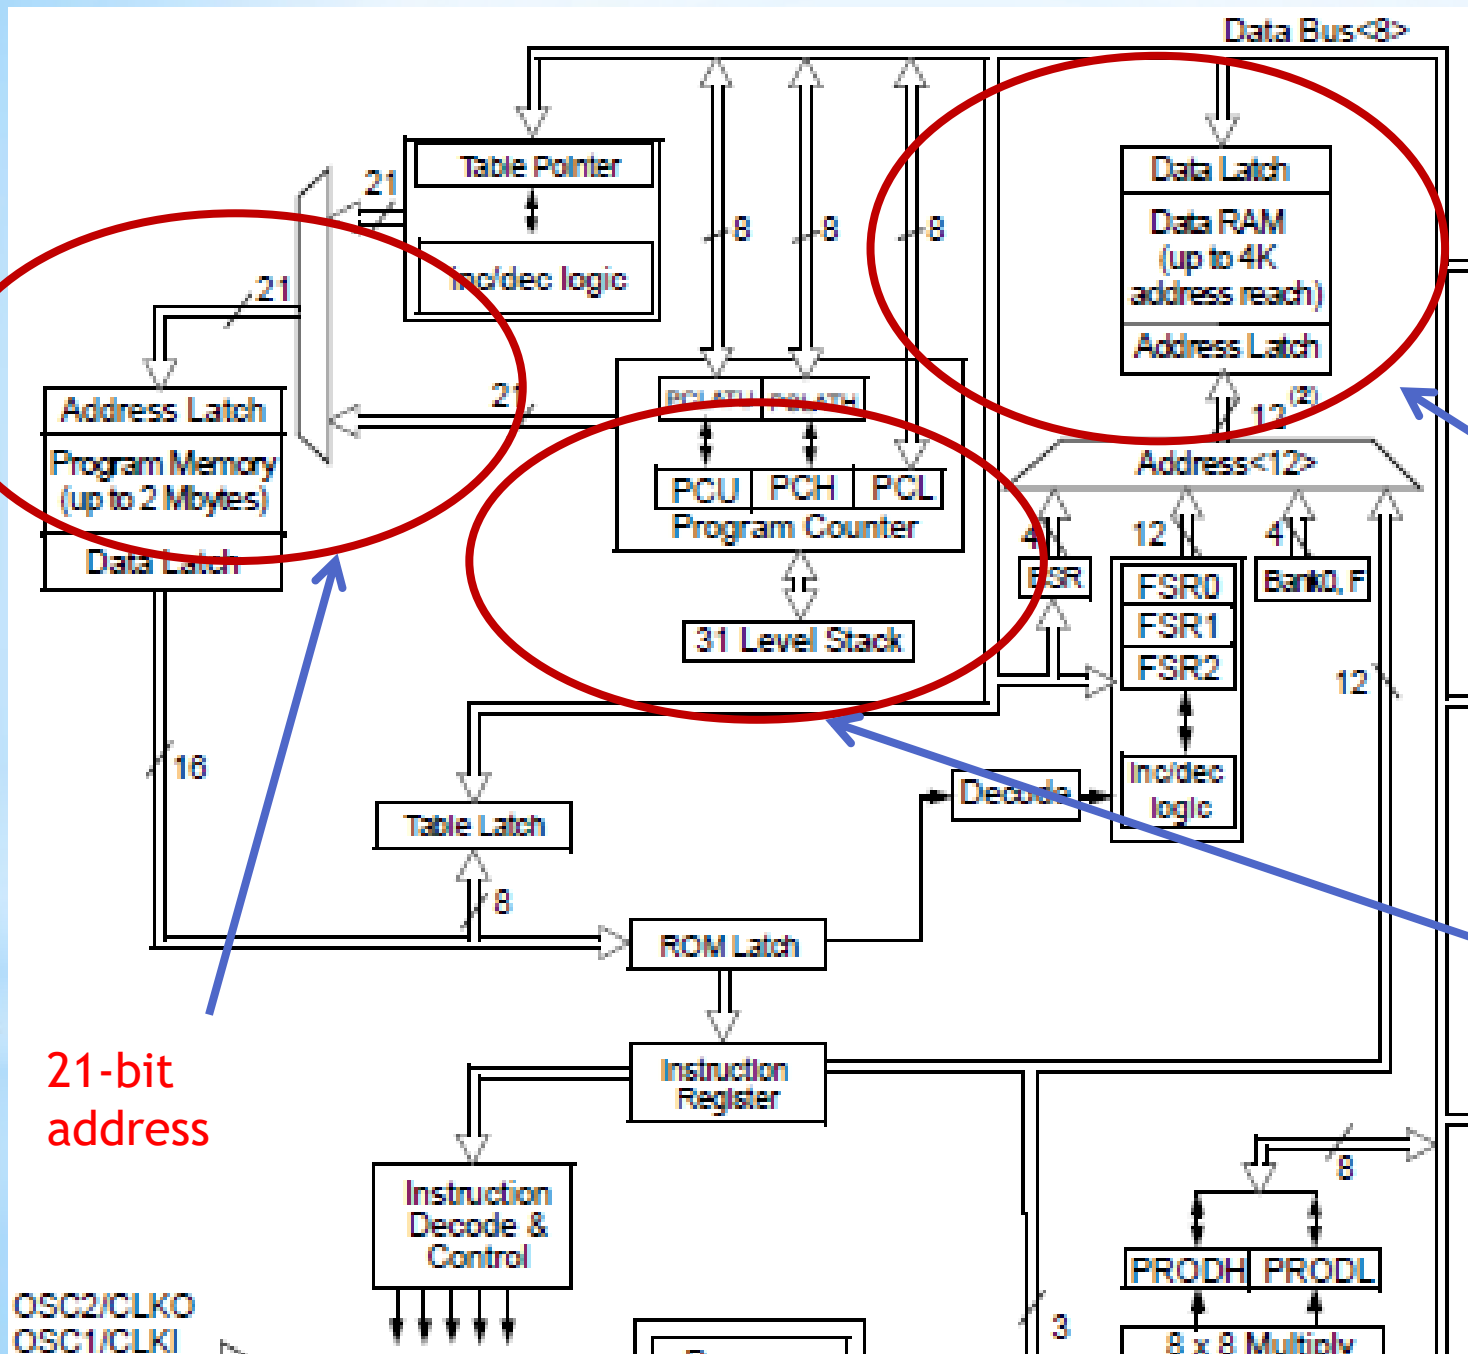 Data Bus<8>
Table Pointer
21
inc/dec logic
8
8
8
Data Latch
Data RAM
(up to 4K
address reach)
Address Latch
21
21
12
(2)
Address Latch
Program Memory
(up to 2 Mbytes)
Data Latch
PCLATH
PCU
PCH
PCL
Program Counter
31 Level Stack
Address<12>
4
12
4
BSR
FSR0
FSR1
FSR2
Bank0, F
12
inc/dec
logic
16
Table Latch
8
Decode
ROM Latch
Instruction
Register
21-bit
address
Instruction
Decode &
Control
8
PRODH
PRODL
3
8 x 8 Multiply
OSC2/CLKO
OSC1/CLKI